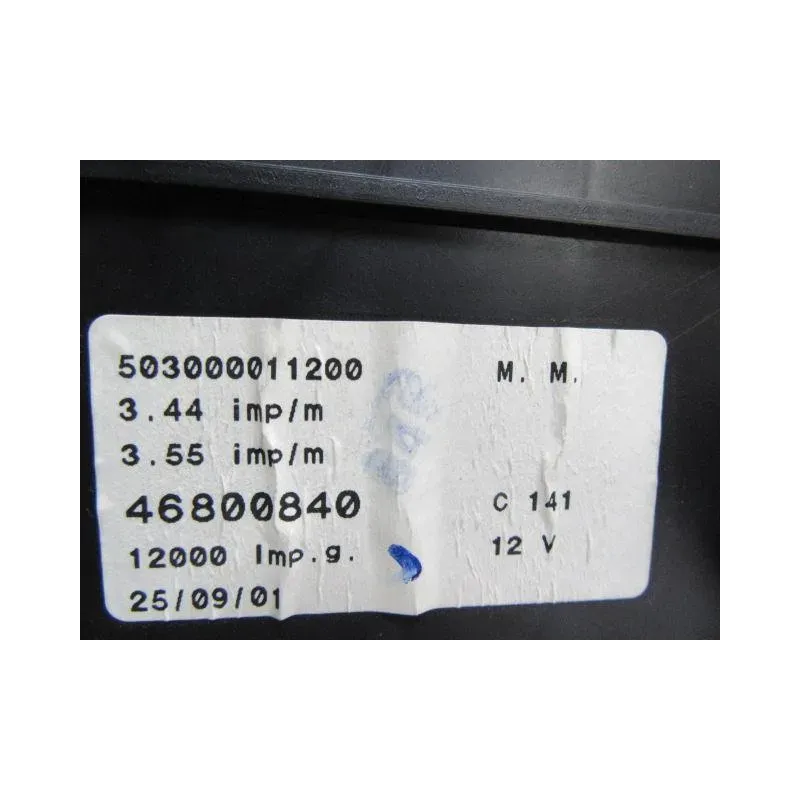 503000011200 M. M.
3.44 imp/m
3.55 imp/m
46800840 C 141
12000 Imp.g. 12 V
25/09/01